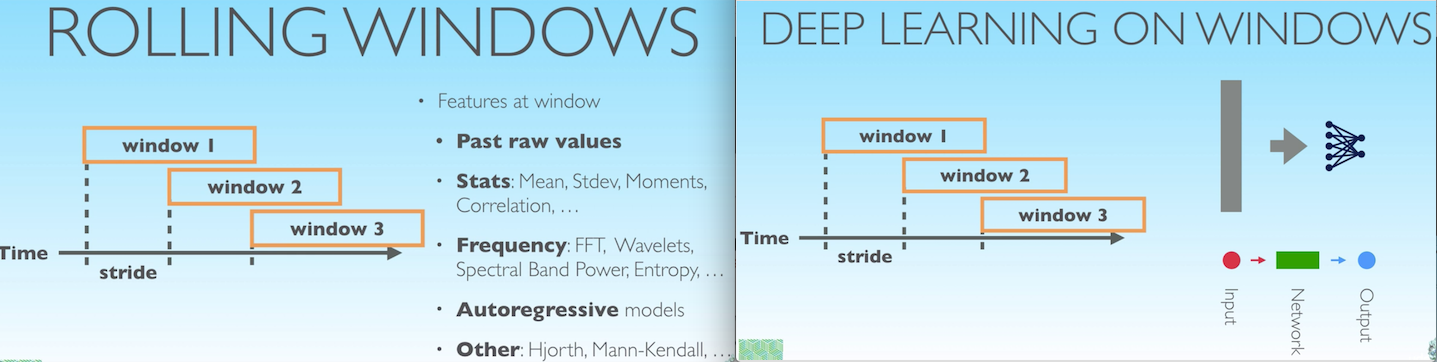 ROLLING WINDOWS
window 1
window 2
window 3
Time
stride
• Features at window
• Past raw values
• Stats: Mean, Stdev, Moments,
Correlation, …
• Frequency: FFT, Wavelets,
Spectral Band Power, Entropy, …
• Autoregressive models
• Other: Hjorth, Mann-Kendall, …
DEEP LEARNING ON WINDOWS
window 1
window 2
window 3
Time
stride
Input
Network
Output